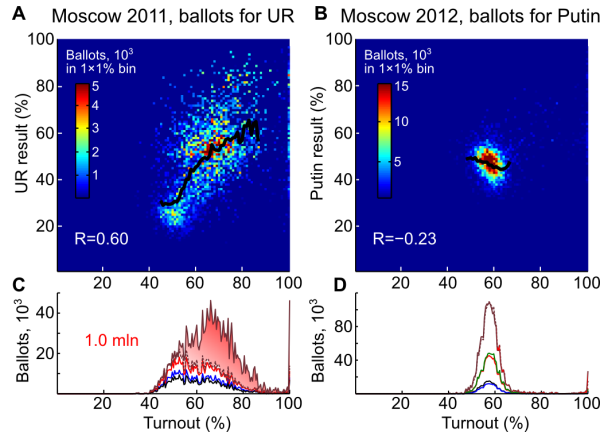 A Moscow 2011, ballots for UR
100
80
60
40
20
UR result (%)
Ballots, 10³
in 1×1% bin
5
4
3
2
1
R=0.60
20 40 60 80 100
B Moscow 2012, ballots for Putin
100
80
60
40
20
Putin result (%)
Ballots, 10³
in 1×1% bin
15
10
5
R=−0.23
20 40 60 80 100
C
Ballots, 10³
40
20
1.0 mln
20 40 60 80 100
Turnout (%)
D
Ballots, 10³
80
40
20 40 60 80 100
Turnout (%)